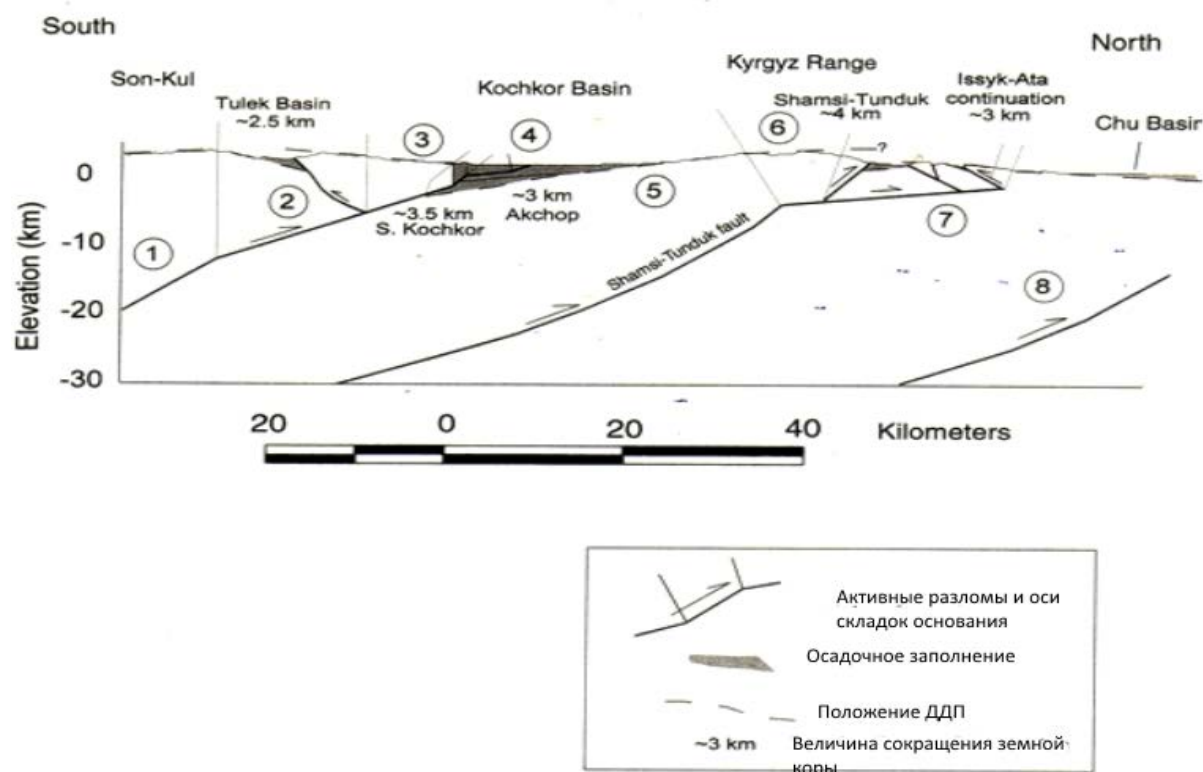 South
North
Son-Kul
Tulek Basin
~2.5 km
Kochkor Basin
Kyrgyz Range
Shamsi-Tunduk
~4 km
Issyk-Ata
continuation
~3 km
Chu Basin
3
4
6
—?
0
2
~3.5 km
S. Kochkor
~3 km
Akchop
5
7
Elevation (km)
-10
1
Shamsi-Tunduk fault
8
-20
-30
20 0 20 40 Kilometers
Активные разломы и оси
складок основания
Осадочное заполнение
Положение ДДП
~3 km Величина сокращения земной
коры